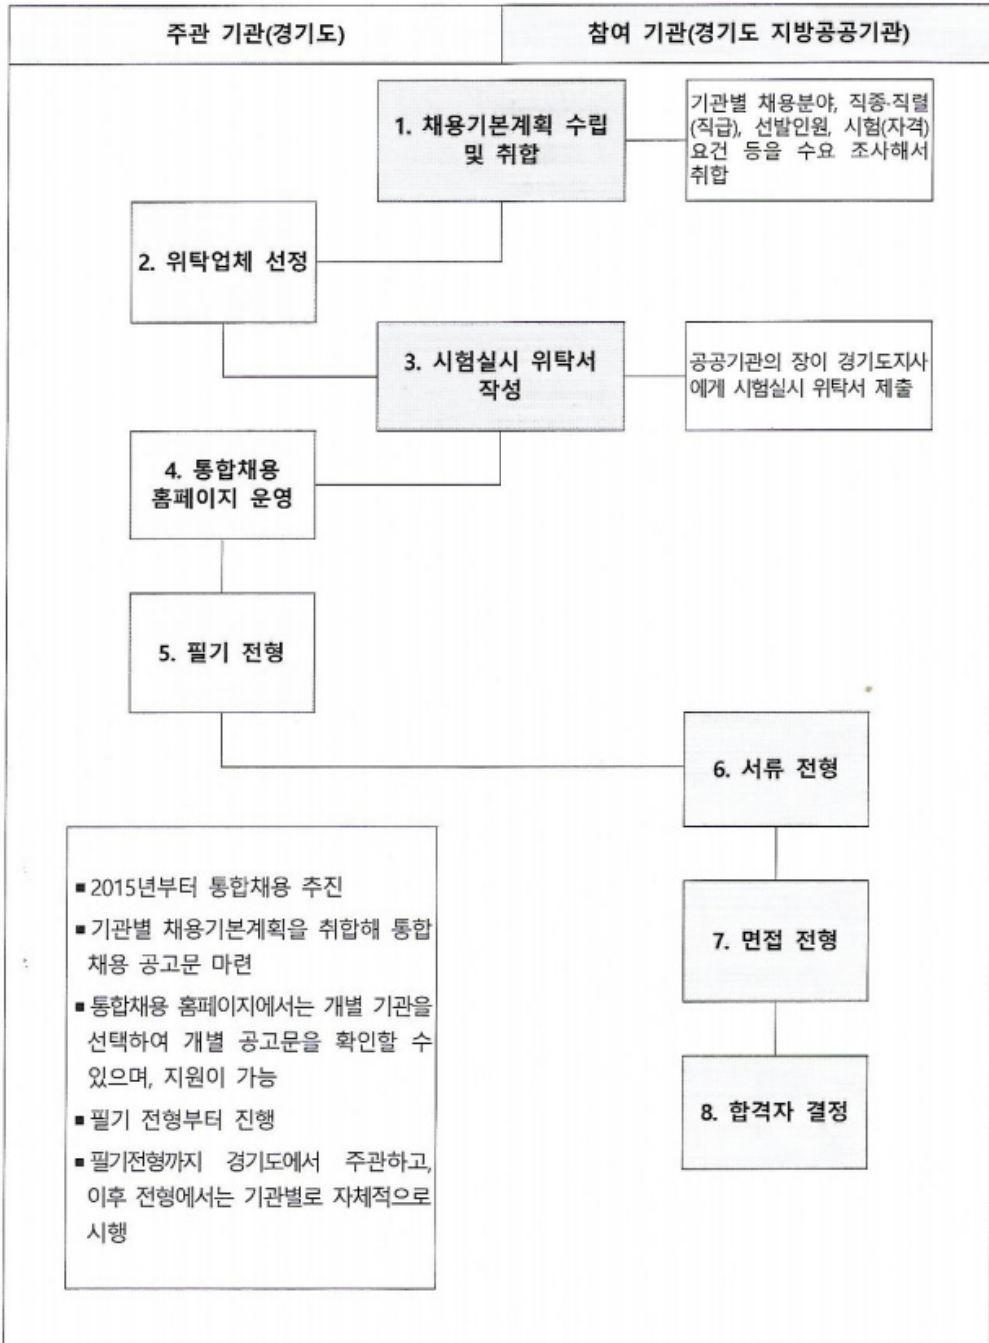 주관 기관(경기도)
참여 기관(경기도 지방공공기관)
1. 채용기본계획 수립
및 취합
기관별 채용분야, 직종·직렬
(직급), 선발인원, 시험(자격)
요건 등을 수요 조사해서
취합
2. 위탁업체 선정
3. 시험실시 위탁서
작성
공공기관의 장이 경기도지사
에게 시험실시 위탁서 제출
4. 통합채용
홈페이지 운영
5. 필기 전형
6. 서류 전형
■ 2015년부터 통합채용 추진
■ 기관별 채용기본계획을 취합해 통합
채용 공고문 마련
■ 통합채용 홈페이지에서는 개별 기관을
선택하여 개별 공고문을 확인할 수
있으며, 지원이 가능
■ 필기 전형부터 진행
■ 필기전형까지 경기도에서 주관하고,
이후 전형에서는 기관별로 자체적으로
시행
7. 면접 전형
8. 합격자 결정